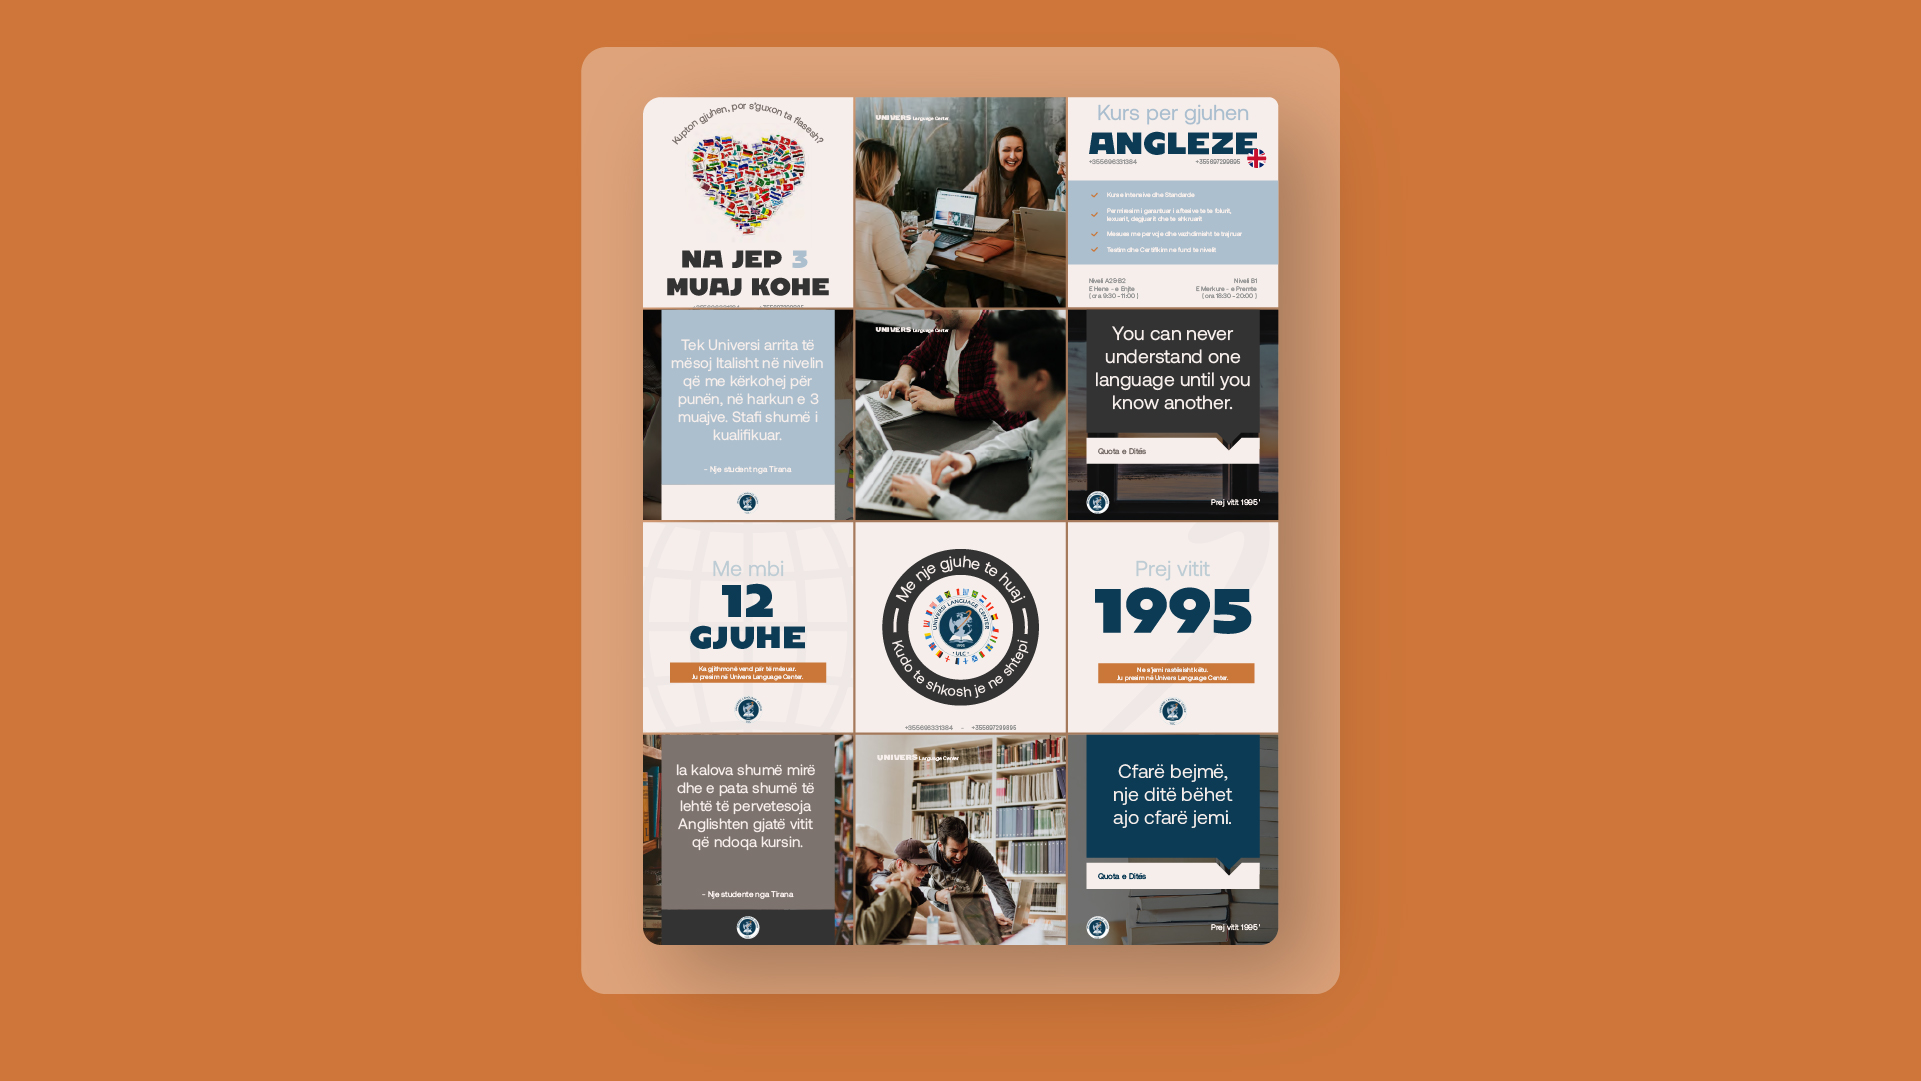 Kupton gjuhen, por s'guxon ta flasesh?
NA JEP 3
MUAJ KOHE
UNIVERS Language Center
Kurs per gjuhen
ANGLEZE
+355696331384 +355697299895
Kurse Intensive dhe Standarde
Permiresim i garantuar i aftesive te te folurit,
lexuarit, degjuarit dhe te shkruarit
Mesues me pervoje dhe vazhdimisht te trajnuar
Testim dhe Certifikim ne fund te nivelit
Niveli A2&B2
E Hene - e Enjte
( ora 9:30 - 11:00 )
Niveli B1
E Merkure - e Premte
( ora 18:30 - 20:00 )
Tek Universi arrita të
mësoj Italisht në nivelin
që me kërkohej për
punën, në harkun e 3
muajve. Stafi shumë i
kualifikuar.
- Nje student nga Tirana
UNIVERS Language Center
You can never
understand one
language until you
know another.
Quota e Ditës
Prej vitit 1995'
Me mbi
12
GJUHE
Ka gjithmonë vend për të mësuar.
Ju presim në Univers Language Center.
Me nje gjuhe te huaj
Kudo te shkosh je ne shtepi
UNIVERSI LANGUAGE CENTER
1995
ULC
+355696331384 - +355697299895
Prej vitit
1995
Ne s'jemi rastësisht këtu.
Ju presim në Univers Language Center.
Ia kalova shumë mirë
dhe e pata shumë të
lehtë të pervetesoja
Anglishten gjatë vitit
që ndoqa kursin.
- Nje studente nga Tirana
UNIVERS Language Center
Cfarë bejmë,
nje ditë bëhet
ajo cfarë jemi.
Quota e Ditës
Prej vitit 1995'